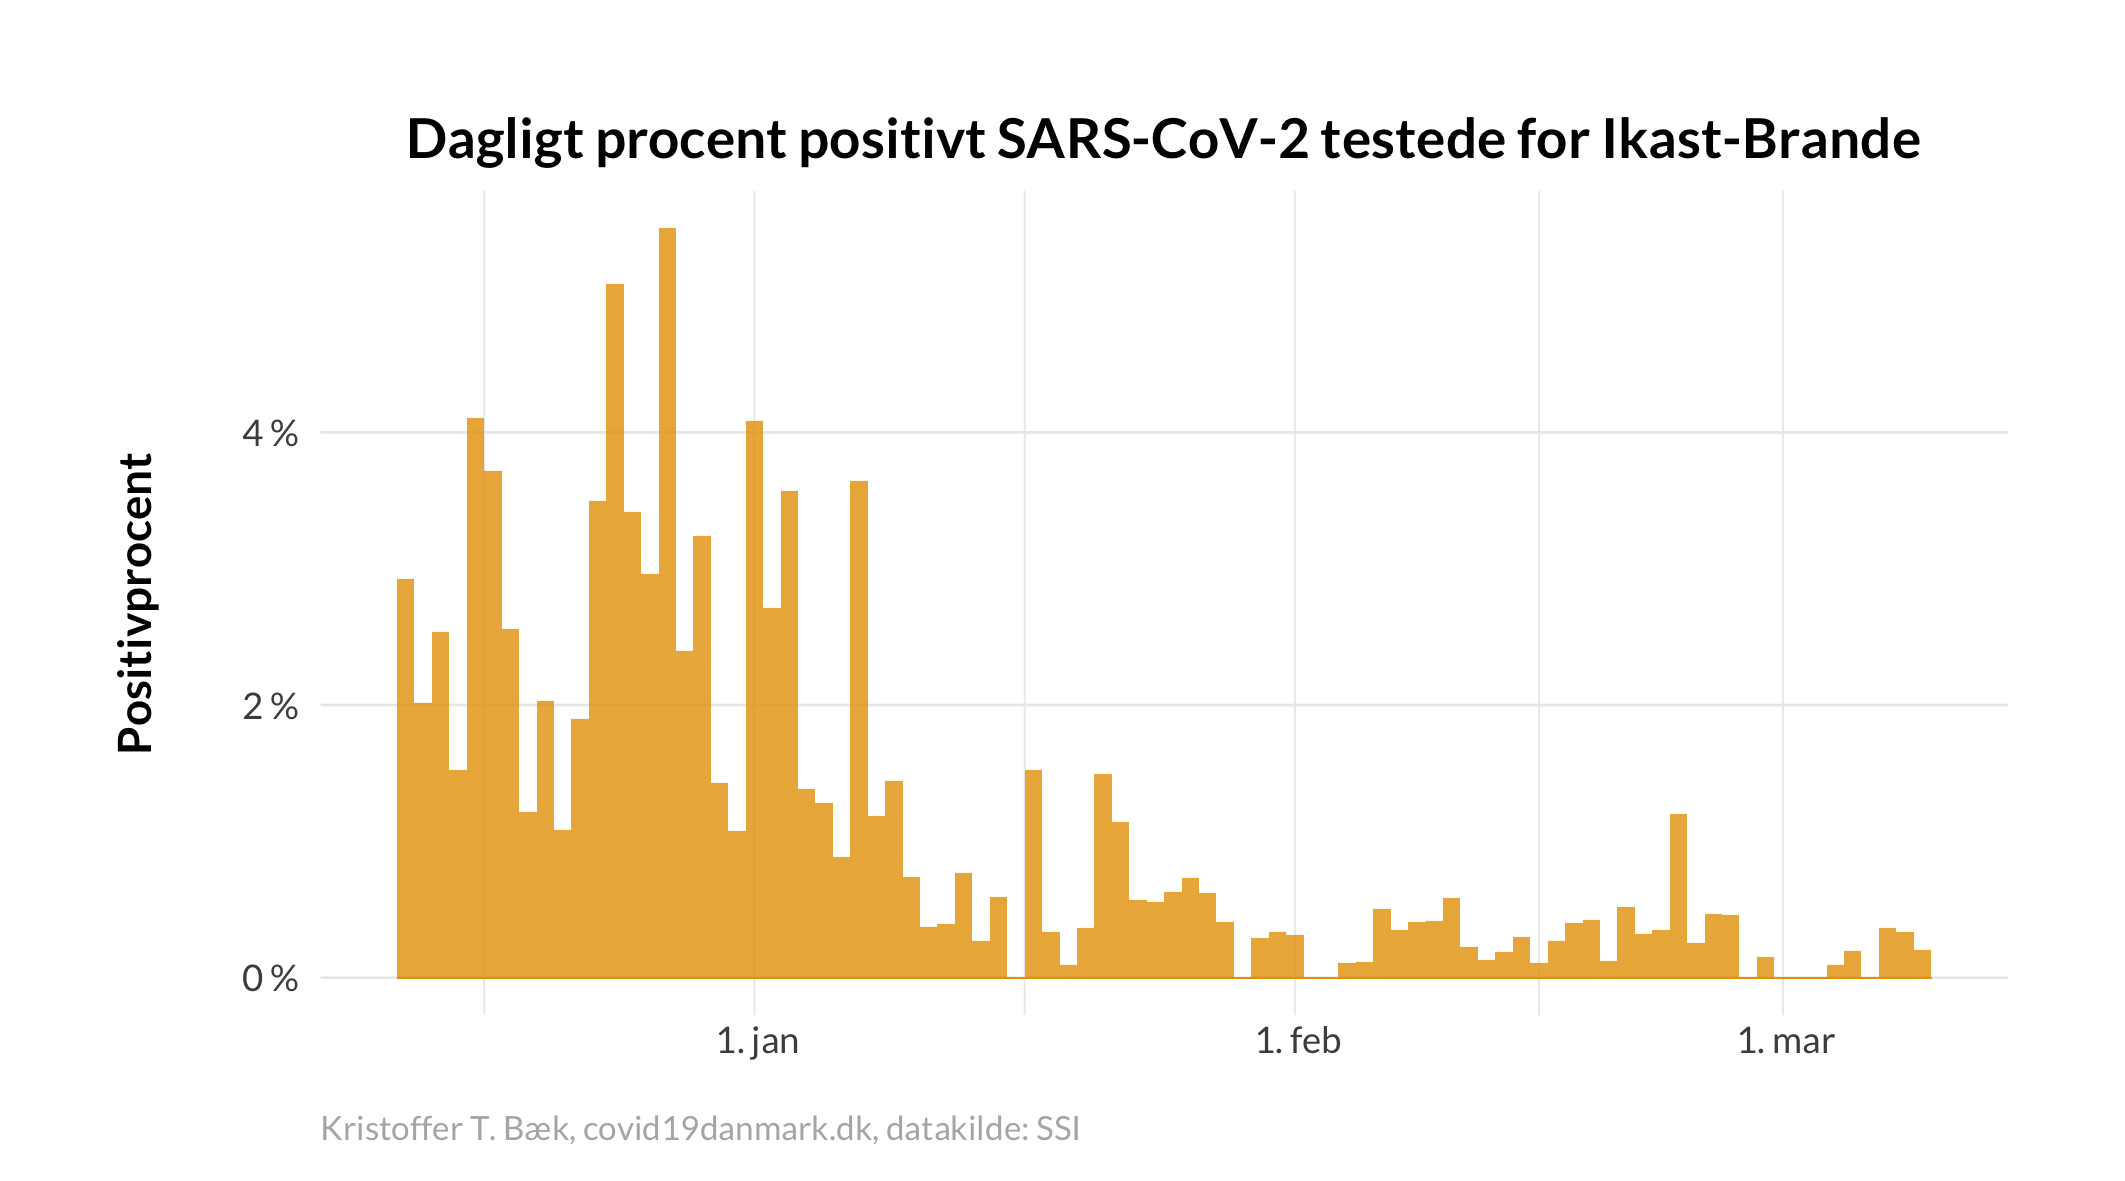 Dagligt procent positivt SARS-CoV-2 testede for Ikast-Brande
Positivprocent
4 %
2 %
0 %
1. jan
1. feb
1. mar
Kristoffer T. Bæk, covid19danmark.dk, datakilde: SSI